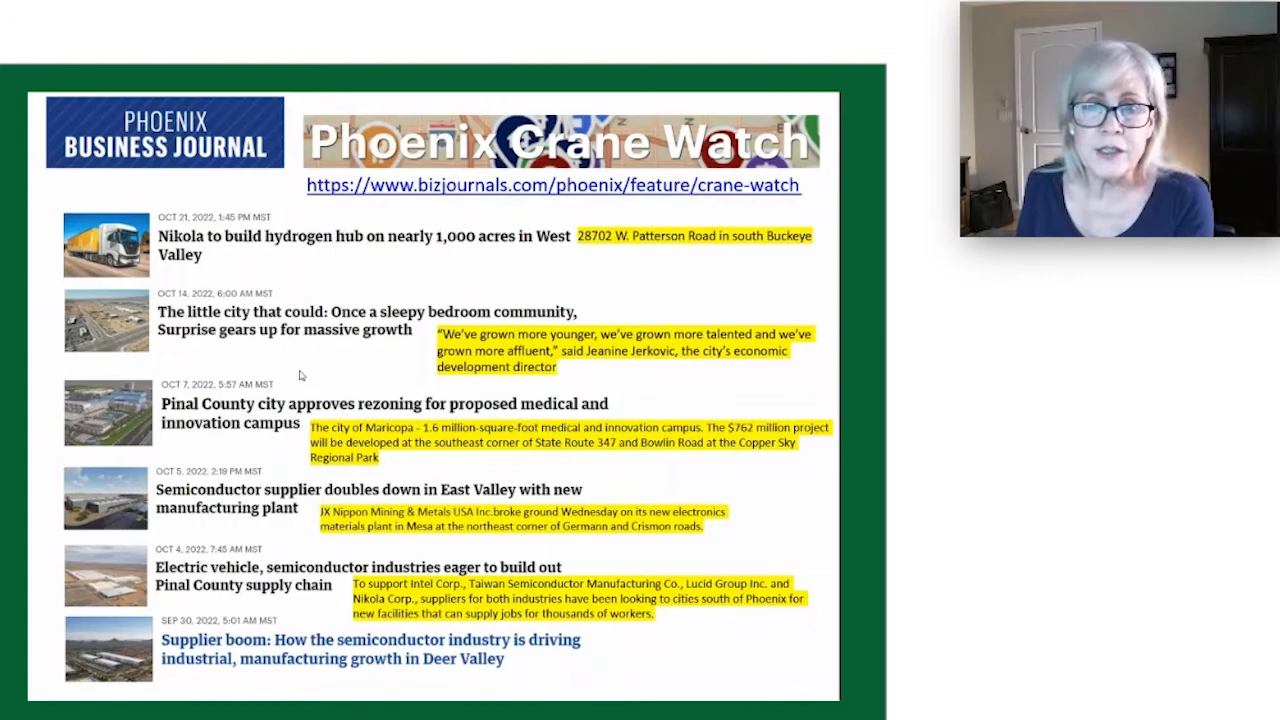 PHOENIX
BUSINESS JOURNAL
Phoenix Crane Watch
https://www.bizjournals.com/phoenix/feature/crane-watch
OCT 21, 2022, 1:45 PM MST
Nikola to build hydrogen hub on nearly 1,000 acres in West
Valley
28702 W. Patterson Road in south Buckeye
OCT 14, 2022, 6:00 AM MST
The little city that could: Once a sleepy bedroom community,
Surprise gears up for massive growth
“We’ve grown more younger, we’ve grown more talented and we’ve
grown more affluent,” said Jeanine Jerkovic, the city’s economic
development director
OCT 7, 2022, 5:57 AM MST
Pinal County city approves rezoning for proposed medical and
innovation campus
The city of Maricopa - 1.6 million-square-foot medical and innovation campus. The $762 million project
will be developed at the southeast corner of State Route 347 and Bowlin Road at the Copper Sky
Regional Park
OCT 5, 2022, 2:19 PM MST
Semiconductor supplier doubles down in East Valley with new
manufacturing plant
JX Nippon Mining & Metals USA Inc.broke ground Wednesday on its new electronics
materials plant in Mesa at the northeast corner of Germann and Crismon roads.
OCT 4, 2022, 7:45 AM MST
Electric vehicle, semiconductor industries eager to build out
Pinal County supply chain
To support Intel Corp., Taiwan Semiconductor Manufacturing Co., Lucid Group Inc. and
Nikola Corp., suppliers for both industries have been looking to cities south of Phoenix for
new facilities that can supply jobs for thousands of workers.
SEP 30, 2022, 5:01 AM MST
Supplier boom: How the semiconductor industry is driving
industrial, manufacturing growth in Deer Valley